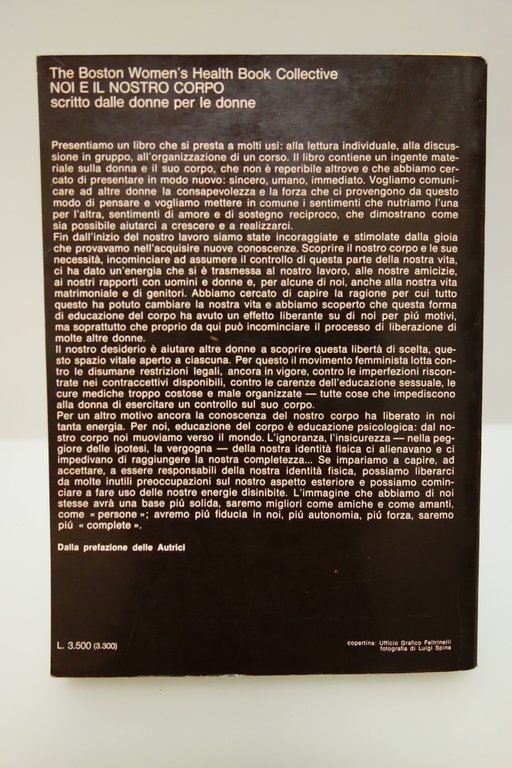 The Boston Women's Health Book Collective
NOI E IL NOSTRO CORPO
scritto dalle donne per le donne
Presentiamo un libro che si presta a molti usi: alla lettura individuale, alla discus-
sione in gruppo, all'organizzazione di un corso. Il libro contiene un ingente mate-
riale sulla donna e il suo corpo, che non è reperibile altrove e che abbiamo cer-
cato di presentare in modo nuovo: sincero, umano, immediato. Vogliamo comuni-
care ad altre donne la consapevolezza e la forza che ci provengono da questo
modo di pensare e vogliamo mettere in comune i sentimenti che nutriamo l'una
per l'altra, sentimenti di amore e di sostegno reciproco, che dimostrano come
sia possibile aiutarci a crescere e a realizzarci.
Fin dall'inizio del nostro lavoro siamo state incoraggiate e stimolate dalla gioia
che provavamo nell'acquisire nuove conoscenze. Scoprire il nostro corpo e le sue
necessità, incominciare ad assumere il controllo di questa parte della nostra vita,
ci ha dato un'energia che si è trasmessa al nostro lavoro, alle nostre amicizie,
ai nostri rapporti con uomini e donne e, per alcune di noi, anche alla nostra vita
matrimoniale e di genitori. Abbiamo cercato di capire la ragione per cui tutto
questo ha potuto cambiare la nostra vita e abbiamo scoperto che questa forma
di educazione del corpo ha avuto un effetto liberante su di noi per piú motivi,
ma soprattutto che proprio da qui può incominciare il processo di liberazione di
molte altre donne.
Il nostro desiderio è aiutare altre donne a scoprire questa libertà di scelta, que-
sto spazio vitale aperto a ciascuna. Per questo il movimento femminista lotta con-
tro le disumane restrizioni legali, ancora in vigore, contro le imperfezioni riscon-
trate nei contraccettivi disponibili, contro le carenze dell'educazione sessuale, le
cure mediche troppo costose e male organizzate — tutte cose che impediscono
alla donna di esercitare un controllo sul suo corpo.
Per un altro motivo ancora la conoscenza del nostro corpo ha liberato in noi
tanta energia. Per noi, educazione del corpo è educazione psicologica: dal no-
stro corpo noi muoviamo verso il mondo. L'ignoranza, l'insicurezza — nella peg-
giore delle ipotesi, la vergogna — della nostra identità fisica ci alienavano e ci
impedivano di raggiungere la nostra completezza... Se impariamo a capire, ad
accettare, a essere responsabili della nostra identità fisica, possiamo liberarci
da molte inutili preoccupazioni sul nostro aspetto esteriore e possiamo comin-
ciare a fare uso delle nostre energie disinibite. L'immagine che abbiamo di noi
stesse avrà una base piú solida, saremo migliori come amiche e come amanti,
come « persone »; avremo piú fiducia in noi, piú autonomia, piú forza, saremo
piú « complete ».
Dalla prefazione delle Autrici
L. 3.500 (3.300)
copertina: Ufficio Grafico Feltrinelli
fotografia di Luigi Spina